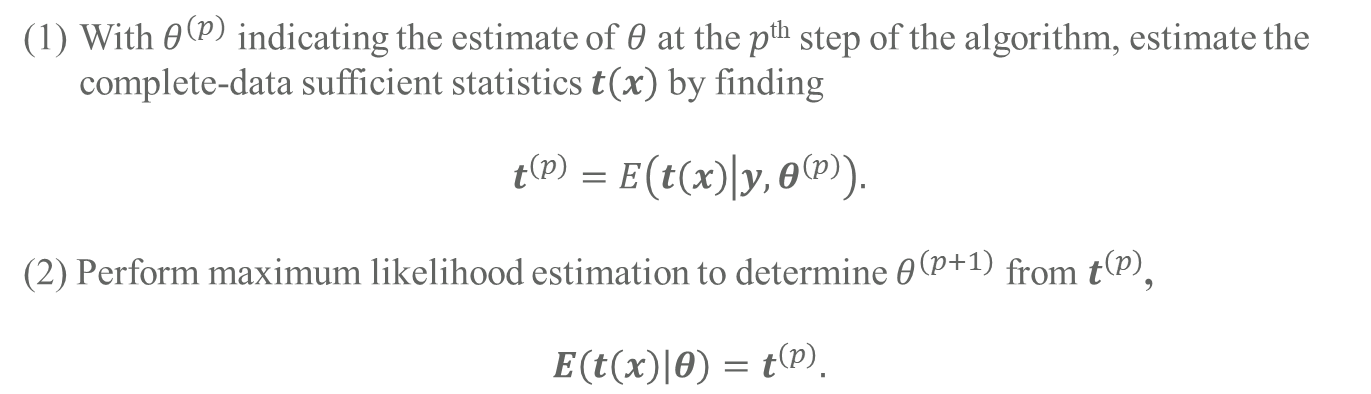 (1) With θ^(p) indicating the estimate of θ at the p^th step of the algorithm, estimate the
complete-data sufficient statistics t(x) by finding
t^(p) = E(t(x)|y, θ^(p)).
(2) Perform maximum likelihood estimation to determine θ^(p+1) from t^(p),
E(t(x)|θ) = t^(p).